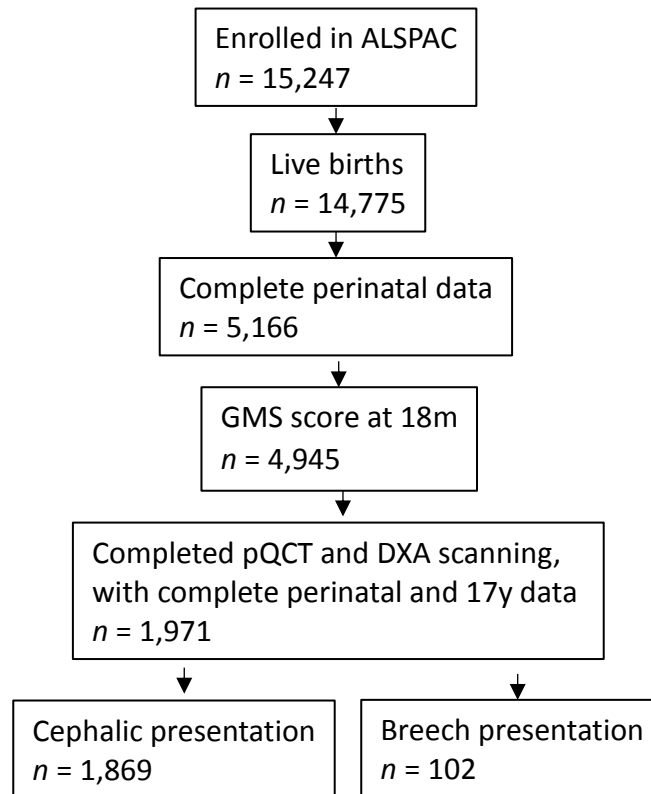 Enrolled in ALSPAC
n = 15,247
Live births
n = 14,775
Complete perinatal data
n = 5,166
GMS score at 18m
n = 4,945
Completed pQCT and DXA scanning,
with complete perinatal and 17y data
n = 1,971
Cephalic presentation
n = 1,869
Breech presentation
n = 102